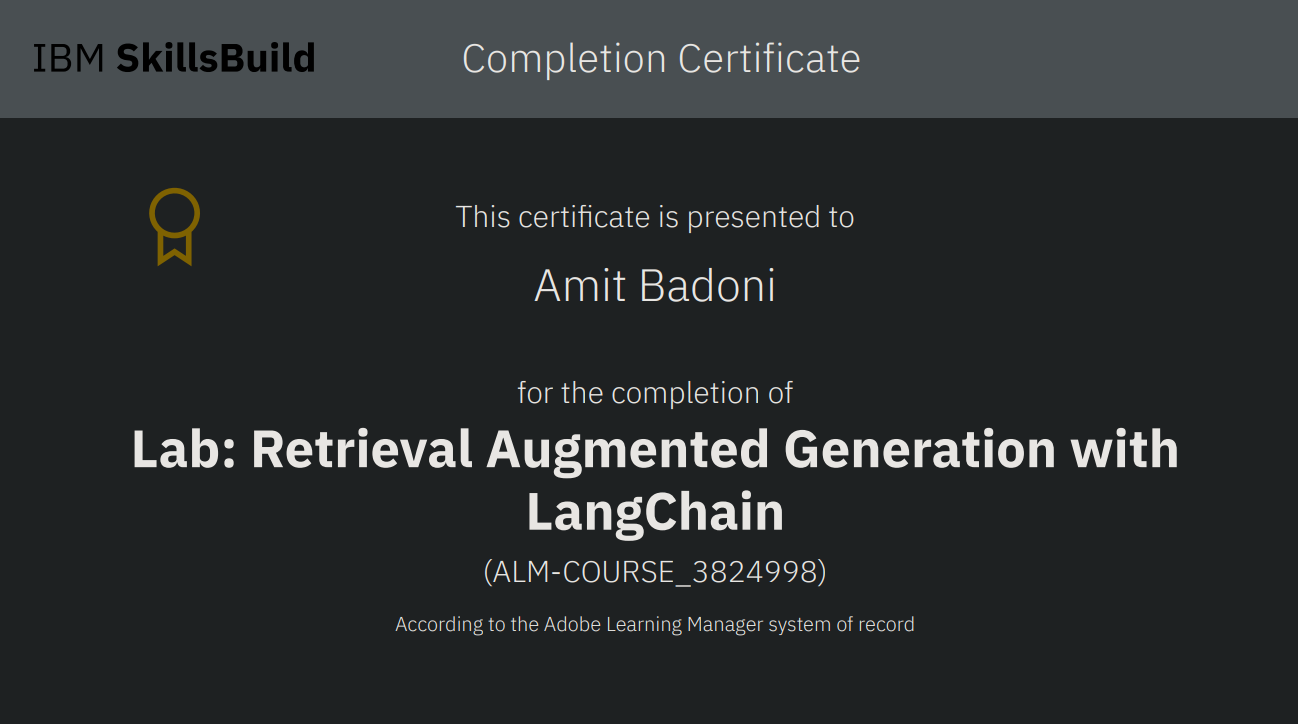 IBM SkillsBuild
Completion Certificate
This certificate is presented to
Amit Badoni
for the completion of
Lab: Retrieval Augmented Generation with
LangChain
(ALM-COURSE_3824998)
According to the Adobe Learning Manager system of record